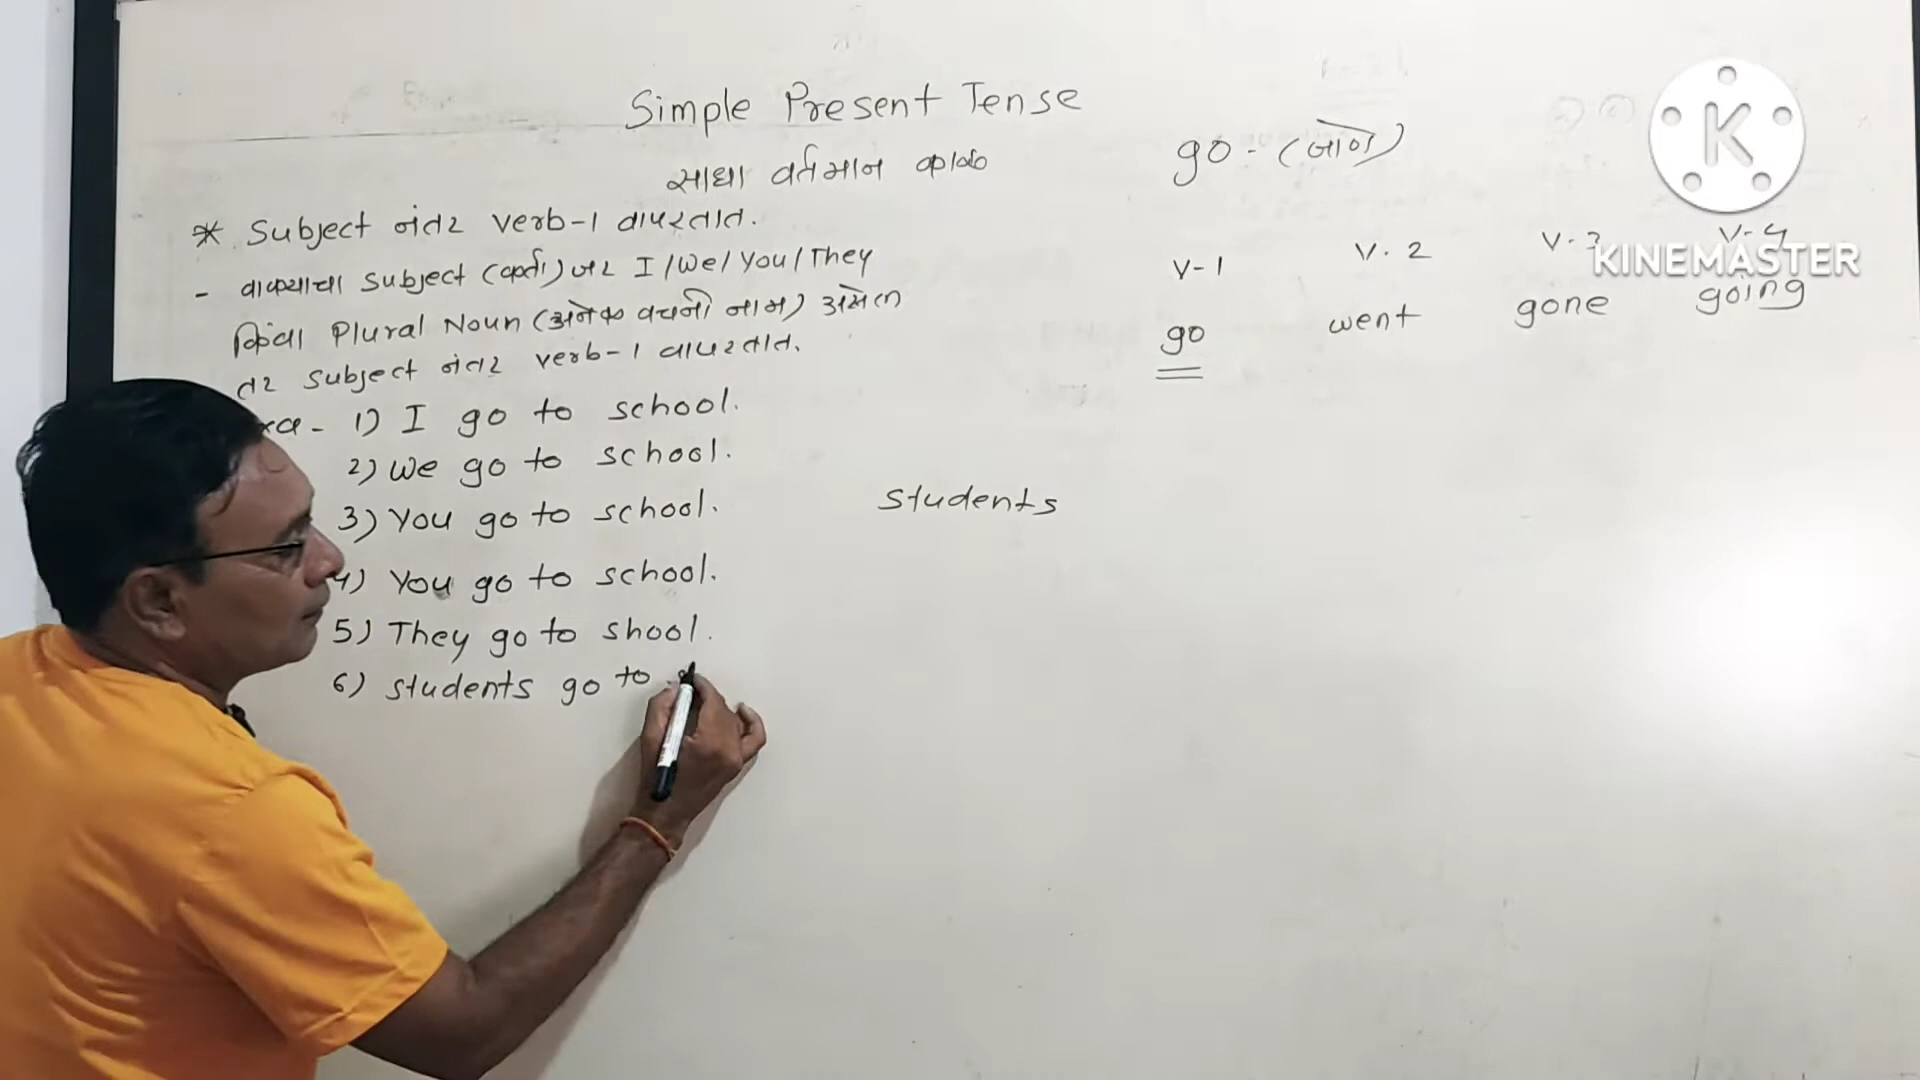 Simple Present Tense
साधा वर्तमान काळ
* Subject नंतर verb-1 वापरतात.
- वाक्याचा subject (कर्ता) जर I/We/You/They
किंवा Plural Noun (अनेक वचनी नाम) असेल
तर subject नंतर verb-1 वापरतात.
1) I go to school.
2) We go to school.
3) You go to school.
4) You go to school.
5) They go to shool.
6) students go to
students
go - (जाणे)
V-1 V. 2 V-3 V-4
go went gone going
K
KINEMASTER